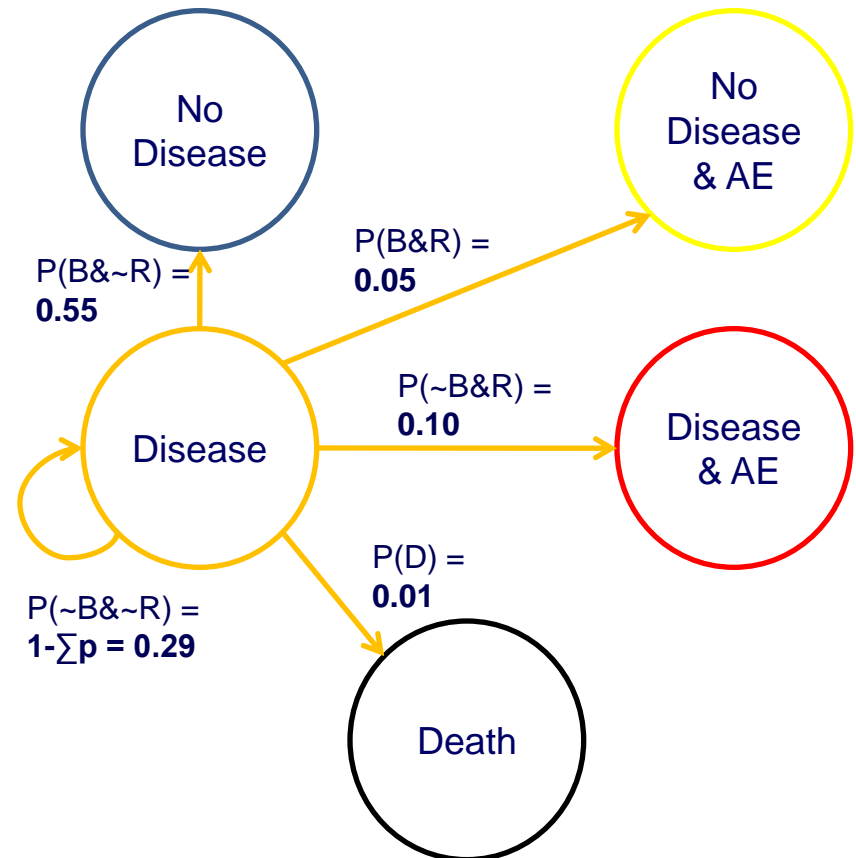 No
Disease
No
Disease
& AE
P(B&~R) =
0.55
P(B&R) =
0.05
P(~B&R) =
0.10
Disease
Disease
& AE
P(D) =
0.01
P(~B&~R) =
1-∑p = 0.29
Death